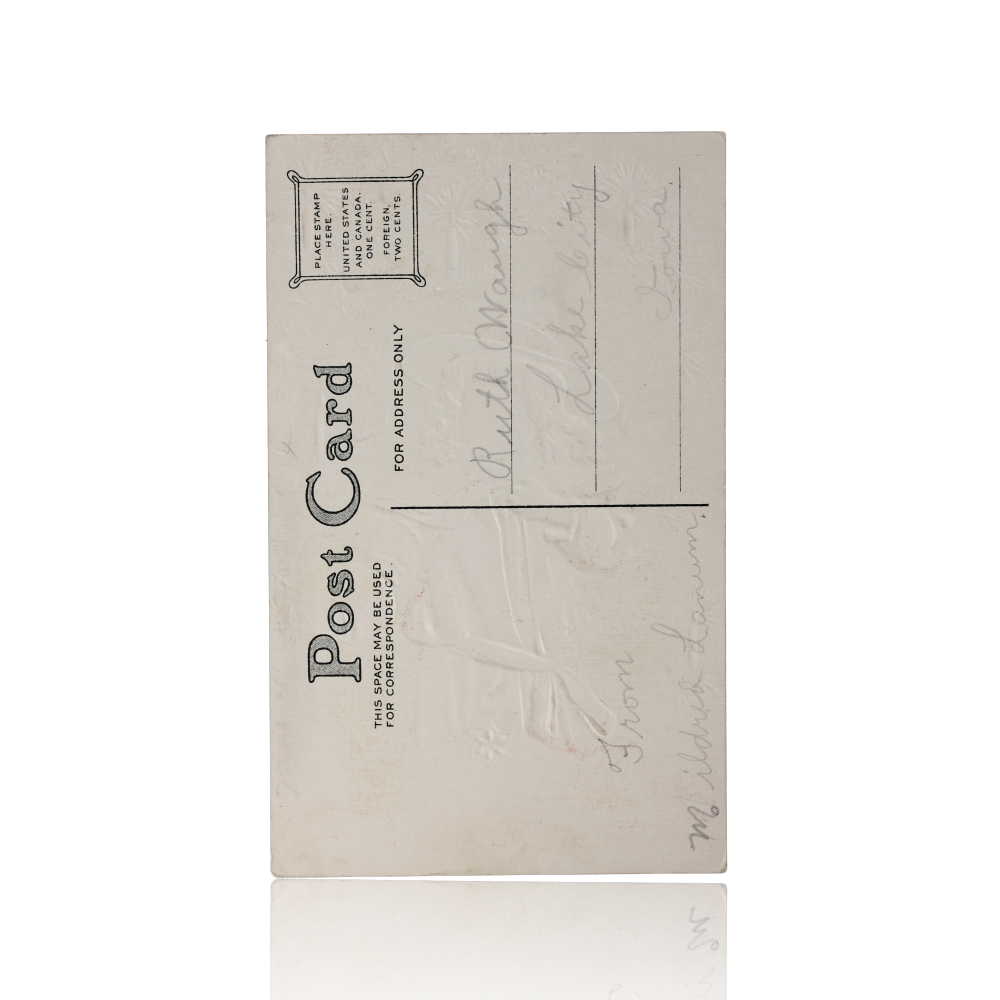 Post Card
PLACE STAMP
HERE.
UNITED STATES
AND CANADA,
ONE CENT.
FOREIGN,
TWO CENTS.
THIS SPACE MAY BE USED
FOR CORRESPONDENCE.
FOR ADDRESS ONLY
Ruth Waugh
Lake City
Iowa.
From
Mildred Lanum.